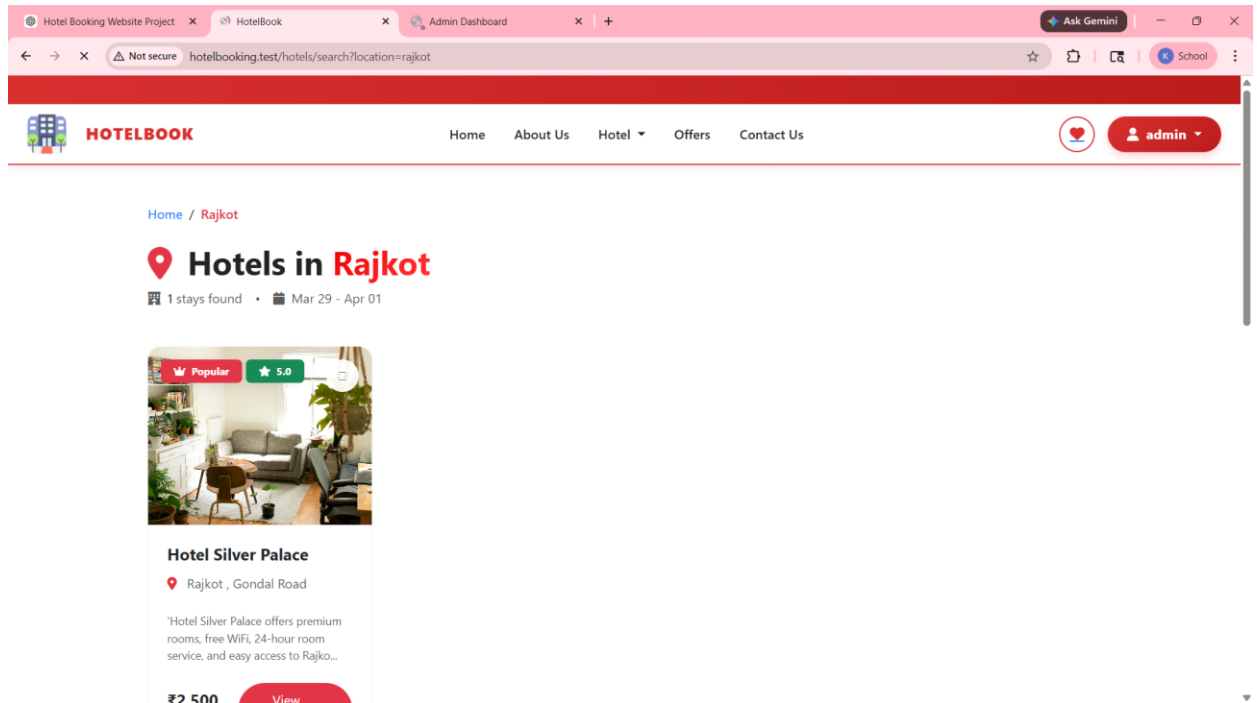 Hotel Booking Website Project
HotelBook
Admin Dashboard
Ask Gemini
Not secure
hotelbooking.test/hotels/search?location=rajkot
K School
HOTELBOOK
Home
About Us
Hotel
Offers
Contact Us
admin
Home / Rajkot
Hotels in Rajkot
1 stays found • Mar 29 - Apr 01
Popular
5.0
Hotel Silver Palace
Rajkot , Gondal Road
'Hotel Silver Palace offers premium
rooms, free WiFi, 24-hour room
service, and easy access to Rajko...
₹2,500
View